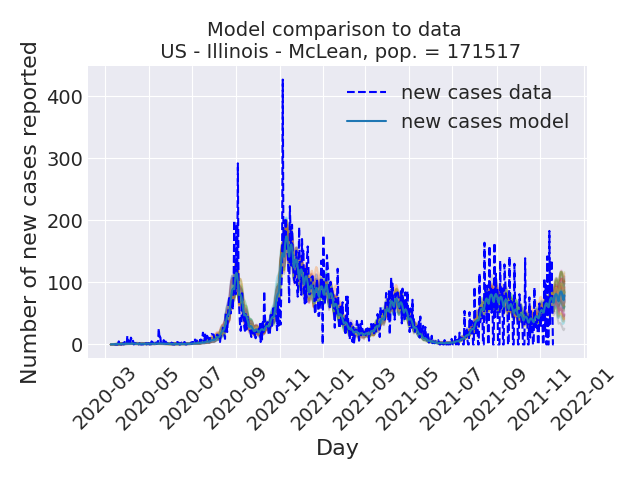 Model comparison to data
US - Illinois - McLean, pop. = 171517
Number of new cases reported
400
300
200
100
0
new cases data
new cases model
2020-03
2020-05
2020-07
2020-09
2020-11
2021-01
2021-03
2021-05
2021-07
2021-09
2021-11
2022-01
Day